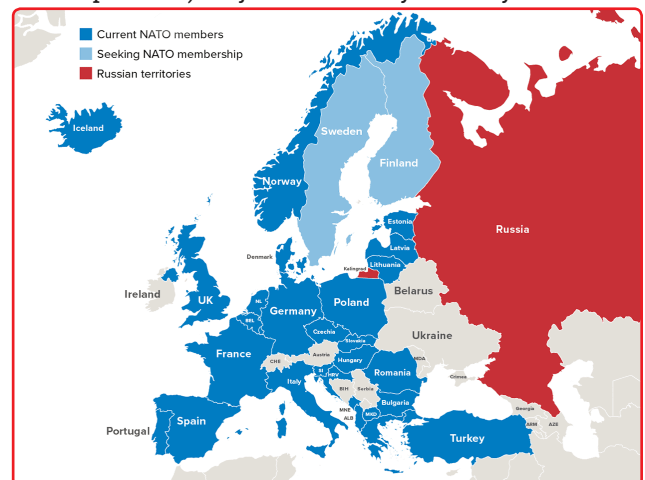 Current NATO members
Seeking NATO membership
Russian territories
Iceland
Sweden
Finland
Norway
Russia
Estonia
Denmark
Latvia
Lithuania
Kalingrad
Ireland
UK
NL
BEL
Germany
Poland
Belarus
Czechia
Slovakia
Ukraine
France
CHE
Austria
Hungary
MDA
SI
HRV
Italy
Romania
Crimea
BIH
Serbia
Bulgaria
Georgia
MNE
ALB
MKD
ARM
AZE
Portugal
Spain
Turkey